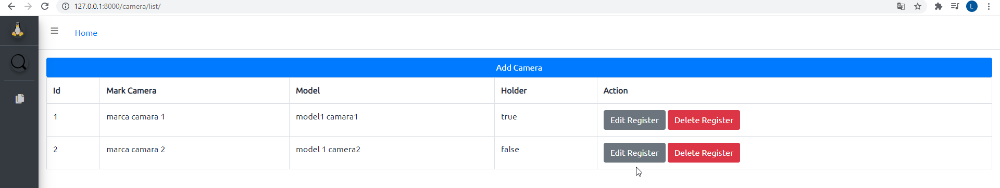 127.0.0.1:8000/camera/list/
L
Home
Add Camera
Id Mark Camera Model Holder Action
1 marca camara 1 model1 camara1 true Edit Register Delete Register
2 marca camara 2 model 1 camera2 false Edit Register Delete Register